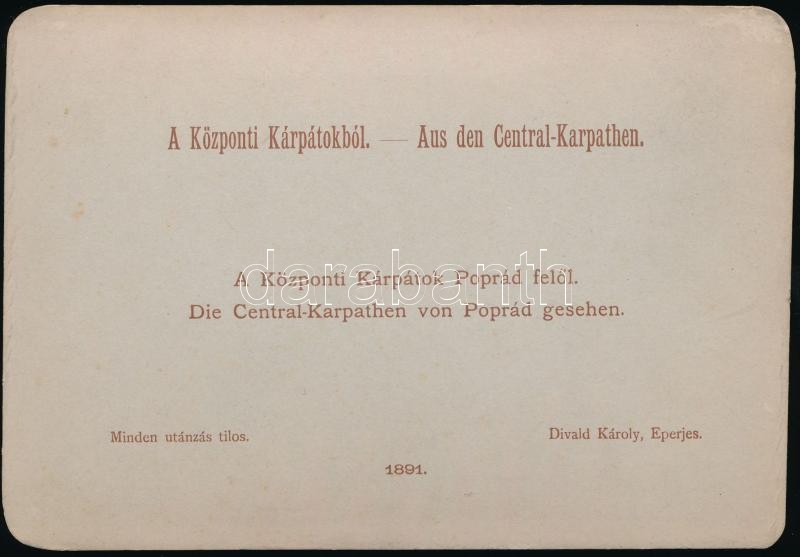 A Központi Kárpátokból. — Aus den Central-Karpathen.
A Központi Kárpátok Poprád felől.
darabanth
Die Central-Karpathen von Poprád gesehen.
Minden utánzás tilos.
Divald Károly, Eperjes.
1891.